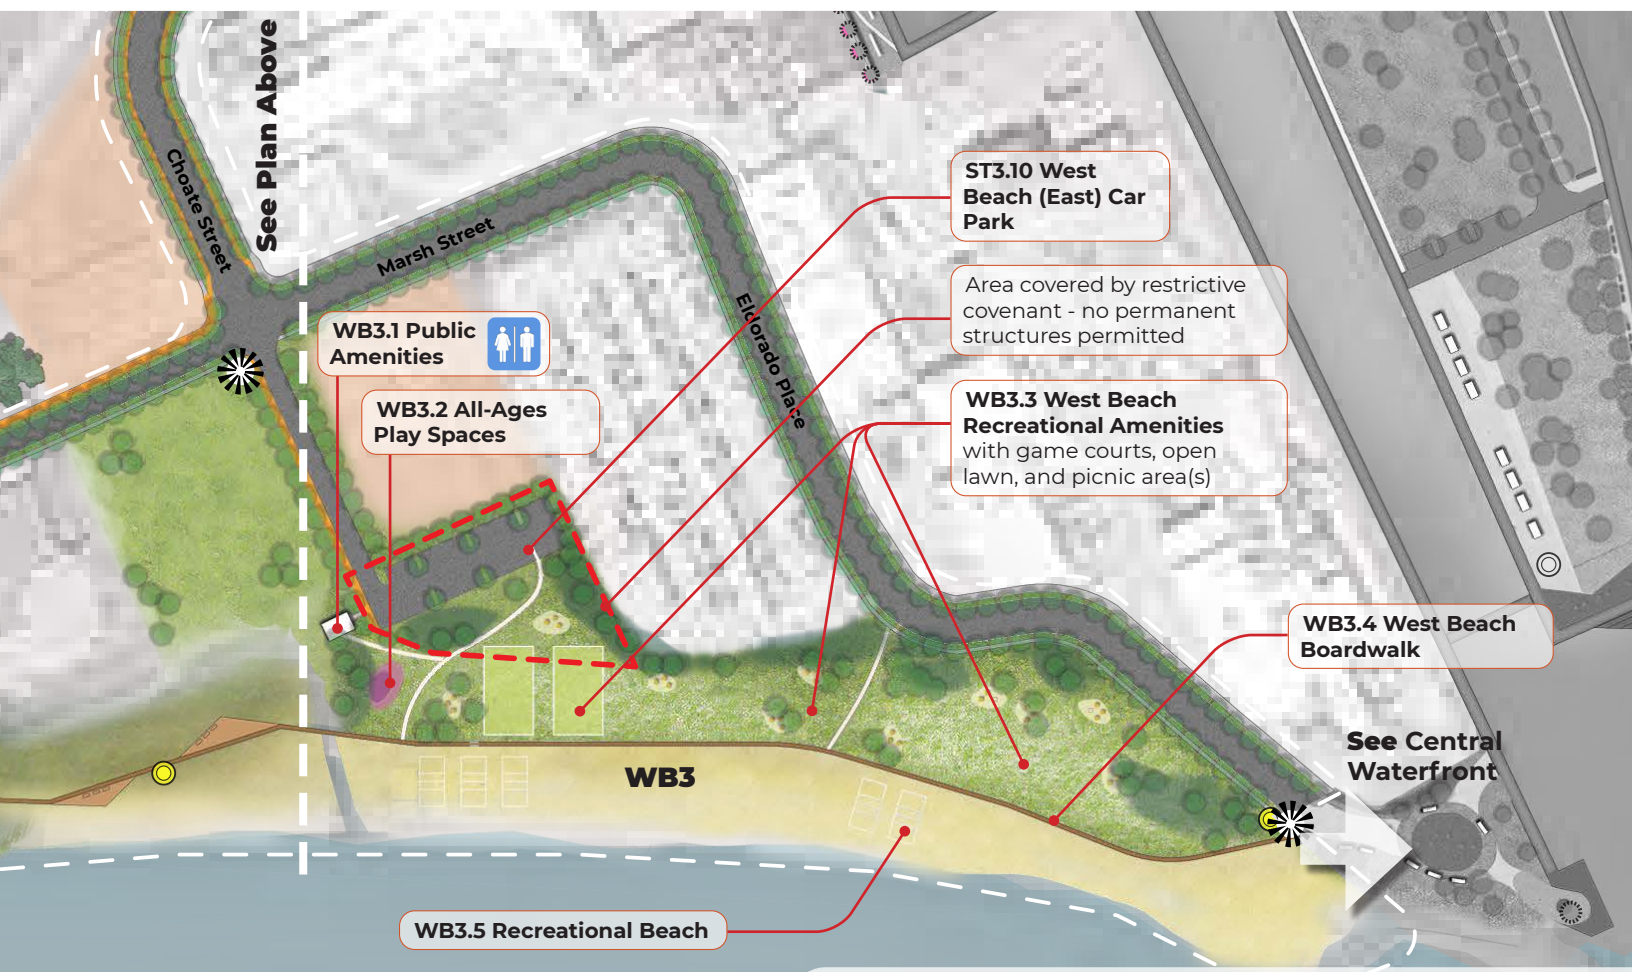 See Plan Above
Choate Street
Marsh Street
Eldorado Place
ST3.10 West
Beach (East) Car
Park
Area covered by restrictive
covenant - no permanent
structures permitted
WB3.1 Public
Amenities
WB3.2 All-Ages
Play Spaces
WB3.3 West Beach
Recreational Amenities
with game courts, open
lawn, and picnic area(s)
WB3.4 West Beach
Boardwalk
See Central
Waterfront
WB3
WB3.5 Recreational Beach